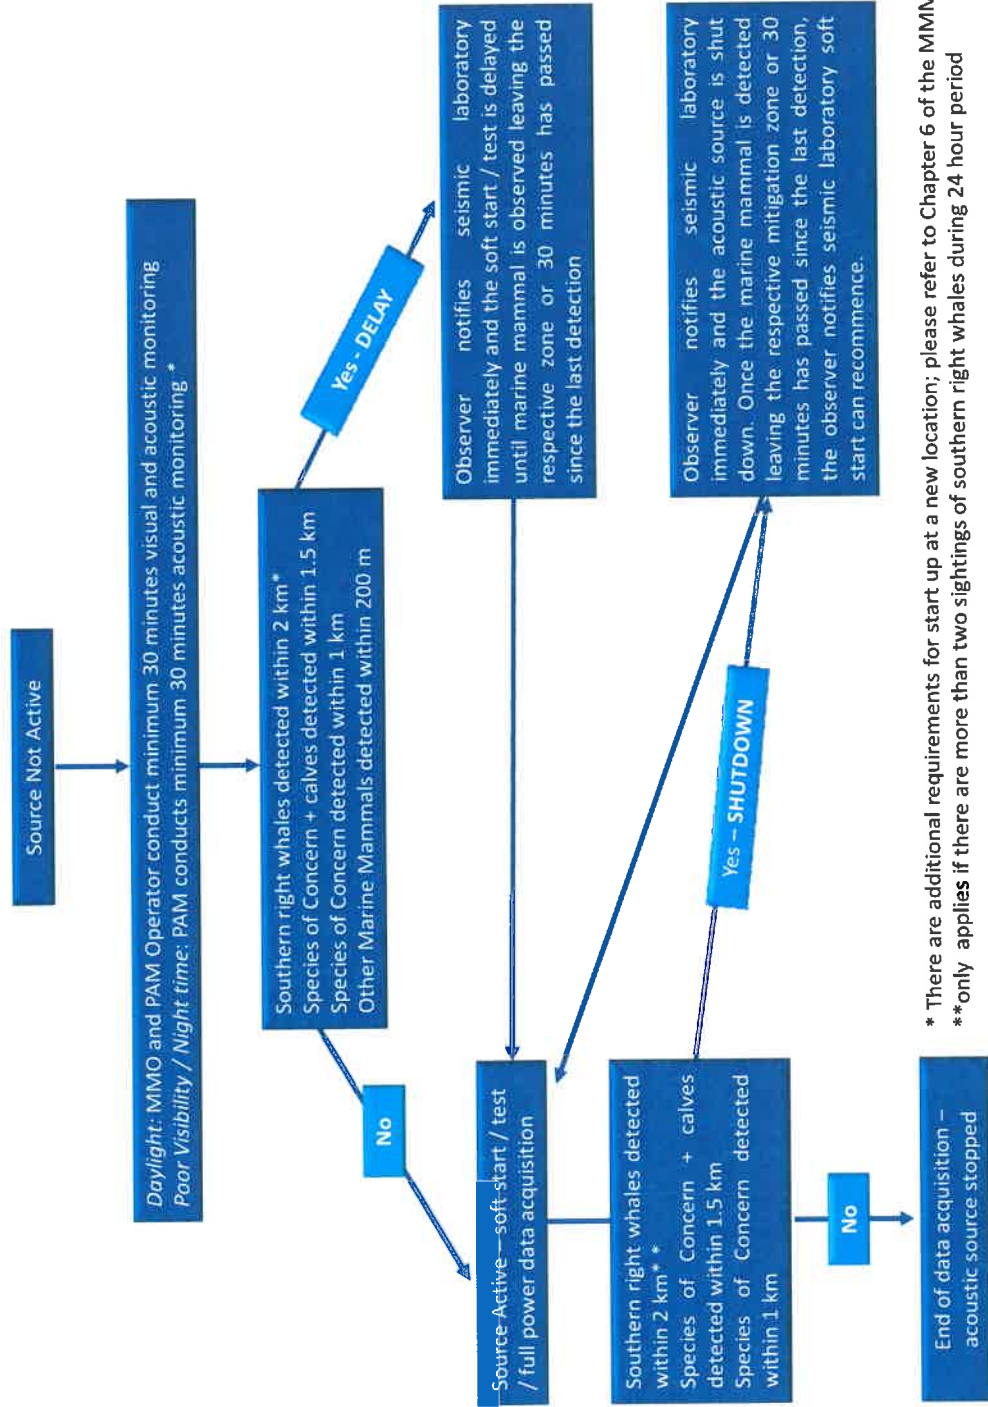 Source Not Active
Daylight: MMO and PAM Operator conduct minimum 30 minutes visual and acoustic monitoring
Poor Visibility / Night time: PAM conducts minimum 30 minutes acoustic monitoring *
Southern right whales detected within 2 km*
Species of Concern + calves detected within 1.5 km
Species of Concern detected within 1 km
Other Marine Mammals detected within 200 m
Yes - DELAY
Observer notifies seismic laboratory
immediately and the soft start / test is delayed
until marine mammal is observed leaving the
respective zone or 30 minutes has passed
since the last detection
No
Source Active – soft start / test
/ full power data acquisition
Southern right whales detected
within 2 km* *
Species of Concern + calves
detected within 1.5 km
Species of Concern detected
within 1 km
Yes – SHUTDOWN
Observer notifies seismic laboratory
immediately and the acoustic source is shut
down. Once the marine mammal is detected
leaving the respective mitigation zone or 30
minutes has passed since the last detection,
the observer notifies seismic laboratory soft
start can recommence.
No
End of data acquisition –
acoustic source stopped
* There are additional requirements for start up at a new location; please refer to Chapter 6 of the
**only applies if there are more than two sightings of southern right whales during 24 hour period